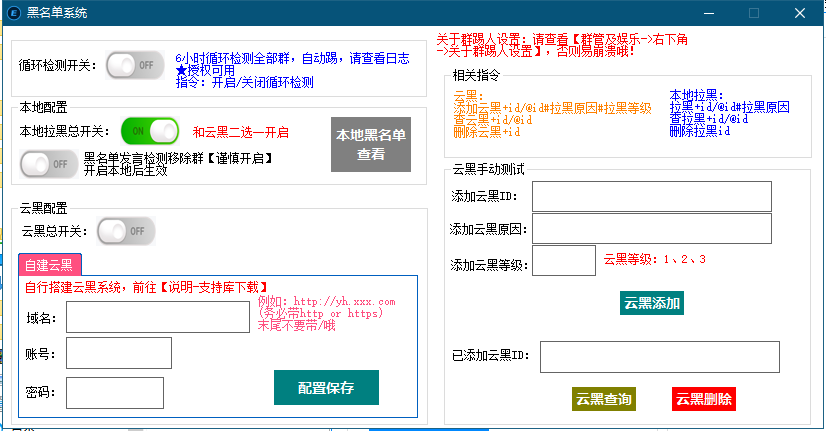 黑名单系统
循环检测开关：
OFF
6小时循环检测全部群，自动踢，请查看日志
★授权可用
指令：开启/关闭循环检测
本地配置
本地拉黑总开关：
ON
和云黑二选一开启
OFF
黑名单发言检测移除群【谨慎开启】
开启本地后生效
本地黑名单
查看
云黑配置
云黑总开关：
OFF
自建云黑
自行搭建云黑系统，前往【说明-支持库下载】
域名：
例如：http://yh.xxx.com
(务必带http or https)
末尾不要带/哦
账号：
密码：
配置保存
关于群踢人设置：请查看【群管及娱乐->右下角
->关于群踢人设置】，否则易崩溃哦！
相关指令
云黑：
添加云黑+id/@id#拉黑原因#拉黑等级
查云黑+id/@id
删除云黑+id
本地拉黑：
拉黑+id/@id#拉黑原因
查拉黑+id/@id
删除拉黑id
云黑手动测试
添加云黑ID：
添加云黑原因：
添加云黑等级：
云黑等级：1、2、3
云黑添加
已添加云黑ID：
云黑查询
云黑删除